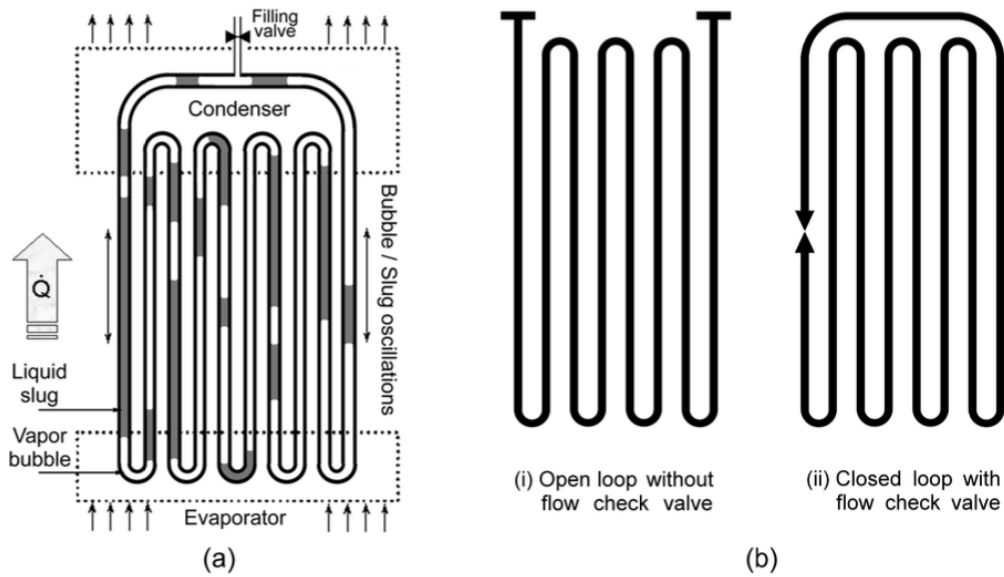 Filling
valve
Condenser
Bubble / Slug oscillations
Q̇
Liquid
slug
Vapor
bubble
Evaporator
(a)
(i) Open loop without
flow check valve
(ii) Closed loop with
flow check valve
(b)